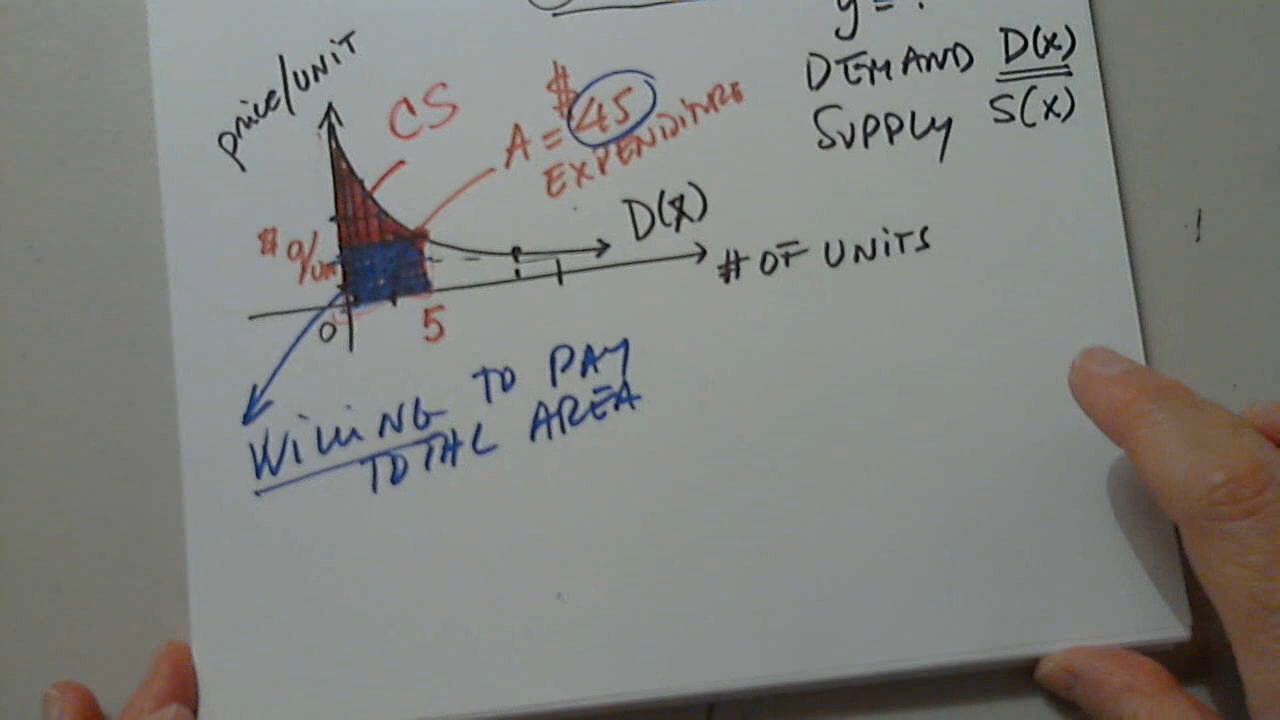 y = ?
DEMAND D(x)
SUPPLY S(x)
price/UNIT
CS
A = $45
EXPENDITURE
D(x)
# OF UNITS
0
5
WILLING TO PAY
TOTAL AREA